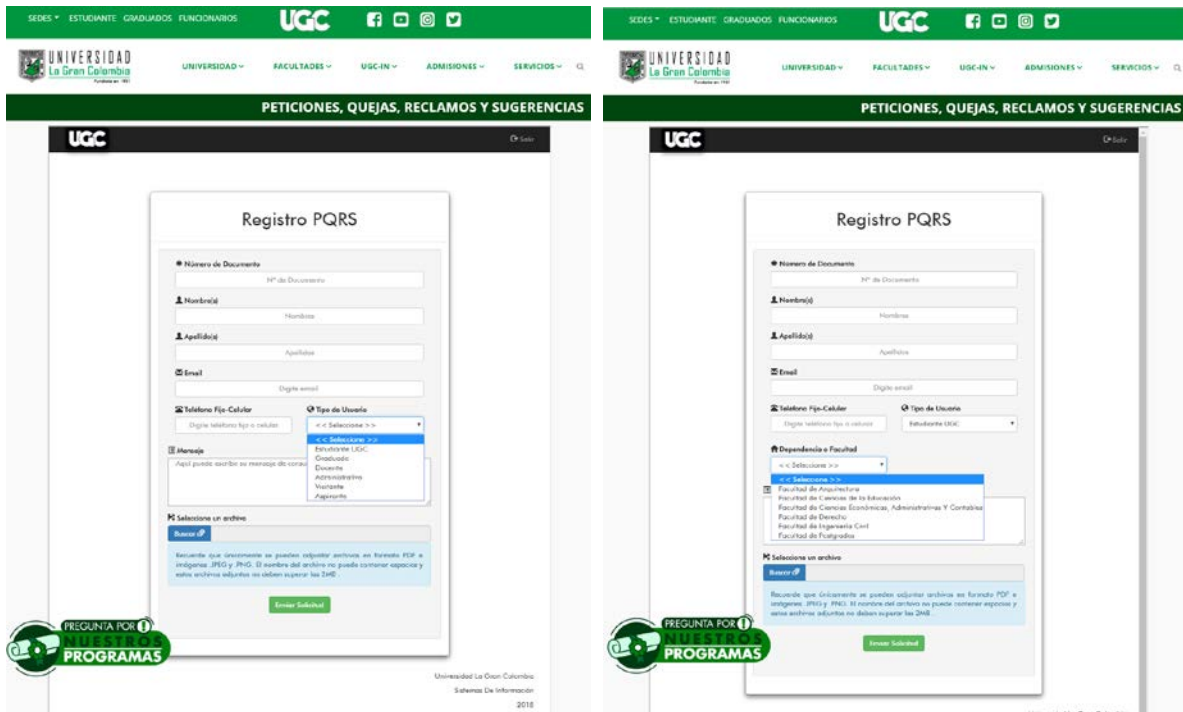 SEDES ESTUDIANTE GRADUADOS FUNCIONARIOS UGC
UNIVERSIDAD
La Gran Colombia
UNIVERSIDAD FACULTADES UGC-IN ADMISIONES SERVICIOS
PETICIONES, QUEJAS, RECLAMOS Y SUGERENCIAS
UGC Salir
Registro PQRS
Número de Documento
N° de Documento
Nombre(s)
Nombres
Apellido(s)
Apellidos
Email
Digite email
Teléfono Fijo-Celular Tipo de Usuario
Digite teléfono fijo o celular << Seleccione >>
<< Seleccione >>
Estudiante UGC
Graduado
Docente
Administrativo
Visitante
Aspirante
Mensaje
Aquí puede escribir su mensaje de
Seleccione un archivo
Buscar
Recuerde que únicamente se pueden adjuntar archivos en formato PDF e
imágenes .JPEG y .PNG. El nombre del archivo no puede contener espacios y
estos archivos adjuntos no deben superar las 2MB.
Enviar Solicitud
PREGUNTA POR
NUESTROS
PROGRAMAS
Universidad La Gran Colombia
Sistemas De Información
2018
SEDES ESTUDIANTE GRADUADOS FUNCIONARIOS UGC
UNIVERSIDAD
La Gran Colombia
UNIVERSIDAD FACULTADES UGC-IN ADMISIONES SERVICIOS
PETICIONES, QUEJAS, RECLAMOS Y SUGERENCIAS
UGC Salir
Registro PQRS
Número de Documento
N° de Documento
Nombre(s)
Nombres
Apellido(s)
Apellidos
Email
Digite email
Teléfono Fijo-Celular Tipo de Usuario
Digite teléfono fijo o celular Estudiante UGC
Dependencia o Facultad
<< Seleccione >>
<< Seleccione >>
Facultad de Arquitectura
Facultad de Ciencias de la Educación
Facultad de Ciencias Económicas, Administrativas Y Contables
Facultad de Derecho
Facultad de Ingeniería Civil
Facultad de Postgrados
Seleccione un archivo
Buscar
Recuerde que únicamente se pueden adjuntar archivos en formato PDF e
imágenes .JPEG y .PNG. El nombre del archivo no puede contener espacios y
estos archivos adjuntos no deben superar las 2MB.
Enviar Solicitud
PREGUNTA POR
NUESTROS
PROGRAMAS